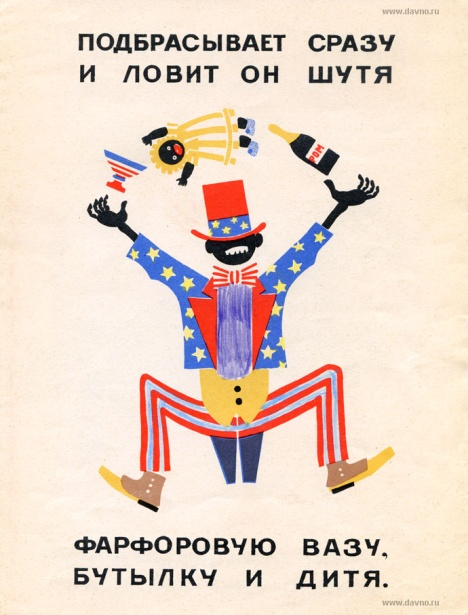 www.davno.ru
ПОДБРАСЫВАЕТ СРАЗУ
И ЛОВИТ ОН ШУТЯ
РОМ
ФАРФОРОВУЮ ВАЗУ,
БУТЫЛКУ И ДИТЯ.
www.davno.ru